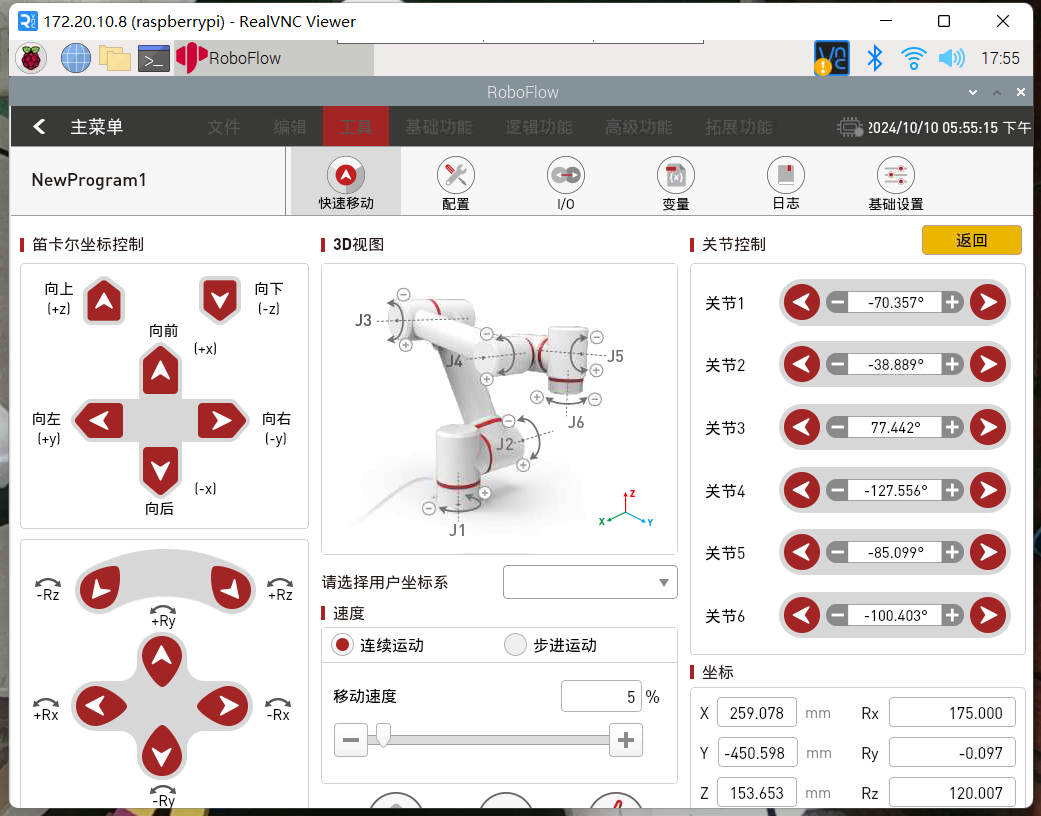 172.20.10.8 (raspberrypi) - RealVNC Viewer
RoboFlow
17:55
RoboFlow
主菜单 文件 编辑 工具 基础功能 逻辑功能 高级功能 拓展功能 2024/10/10 05:55:15 下午
NewProgram1
快速移动 配置 I/O 变量 日志 基础设置
笛卡尔坐标控制
向上
(+z)
向下
(-z)
向前
(+x)
向左
(+y)
向右
(-y)
(-x)
向后
-Rz
+Rz
+Ry
+Rx
-Rx
-Ry
3D视图
J3
J4
J5
J6
J2
J1
Z
X
Y
请选择用户坐标系
速度
连续运动 步进运动
移动速度 5 %
关节控制 返回
关节1 -70.357°
关节2 -38.889°
关节3 77.442°
关节4 -127.556°
关节5 -85.099°
关节6 -100.403°
坐标
X 259.078 mm Rx 175.000
Y -450.598 mm Ry -0.097
Z 153.653 mm Rz 120.007